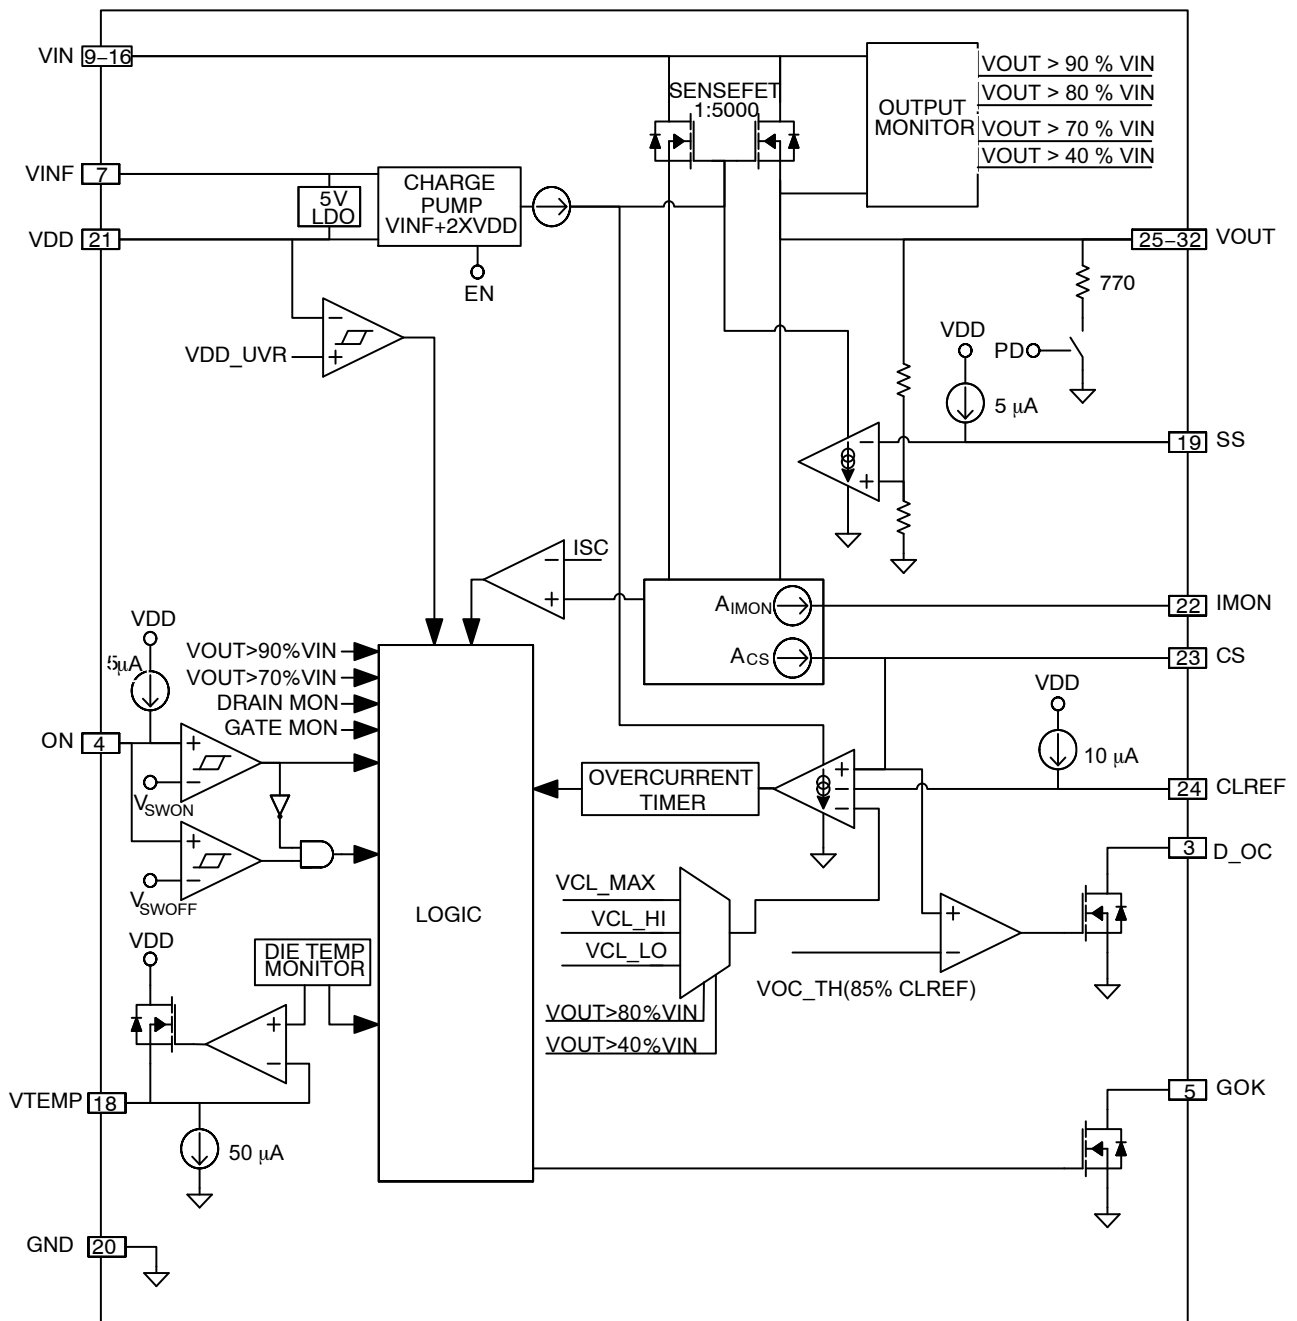 VIN 9–16
SENSEFET
1:5000
OUTPUT
MONITOR
VOUT > 90 % VIN
VOUT > 80 % VIN
VOUT > 70 % VIN
VOUT > 40 % VIN
VINF 7
5V
LDO
CHARGE
PUMP
VINF+2XVDD
VDD 21
EN
25–32 VOUT
770
VDD
PD
5 μA
VDD_UVR
−
+
19 SS
−
+
ISC
−
+
AIMON
22 IMON
ACS
23 CS
VDD
5μA
VOUT>90%VIN
VOUT>70%VIN
DRAIN MON
GATE MON
VDD
10 μA
ON 4
+
−
VSWON
OVERCURRENT
TIMER
+
−
−
24 CLREF
3 D_OC
+
−
VSWOFF
VCL_MAX
VCL_HI
VCL_LO
LOGIC
+
−
VOC_TH(85% CLREF)
VDD
DIE TEMP
MONITOR
VOUT>80%VIN
VOUT>40%VIN
+
−
VTEMP 18
50 μA
5 GOK
GND 20